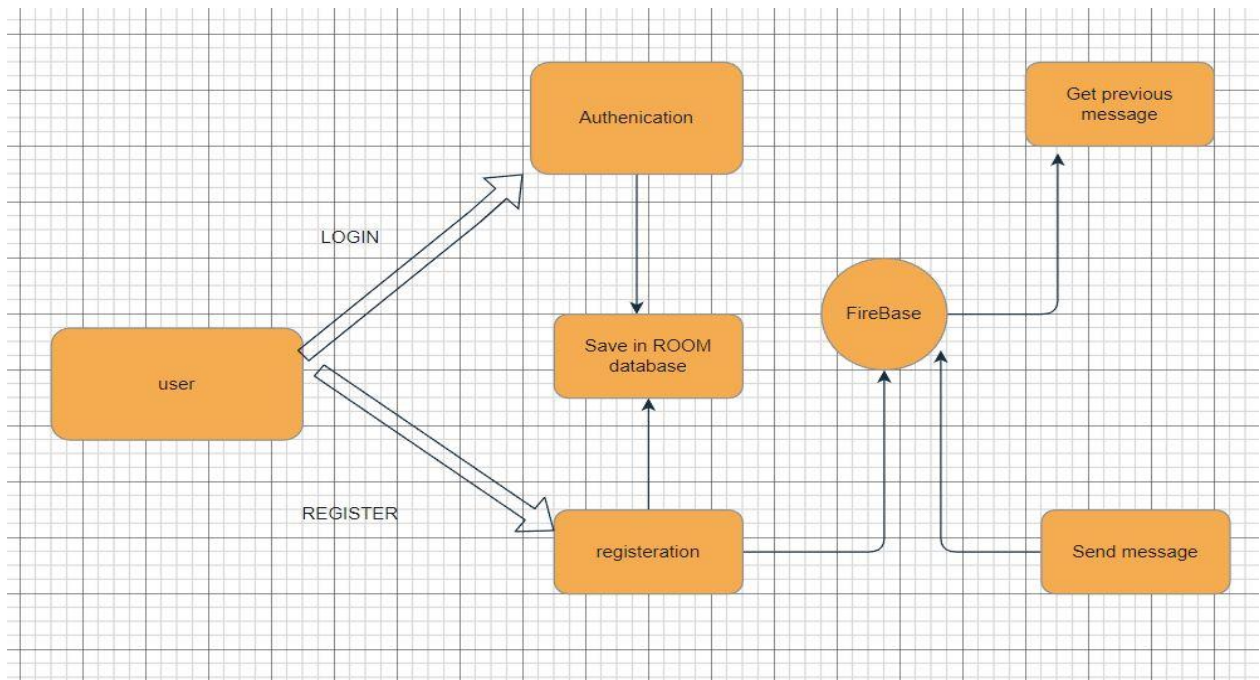 Authenication
Get previous
message
LOGIN
FireBase
Save in ROOM
database
user
REGISTER
registeration
Send message